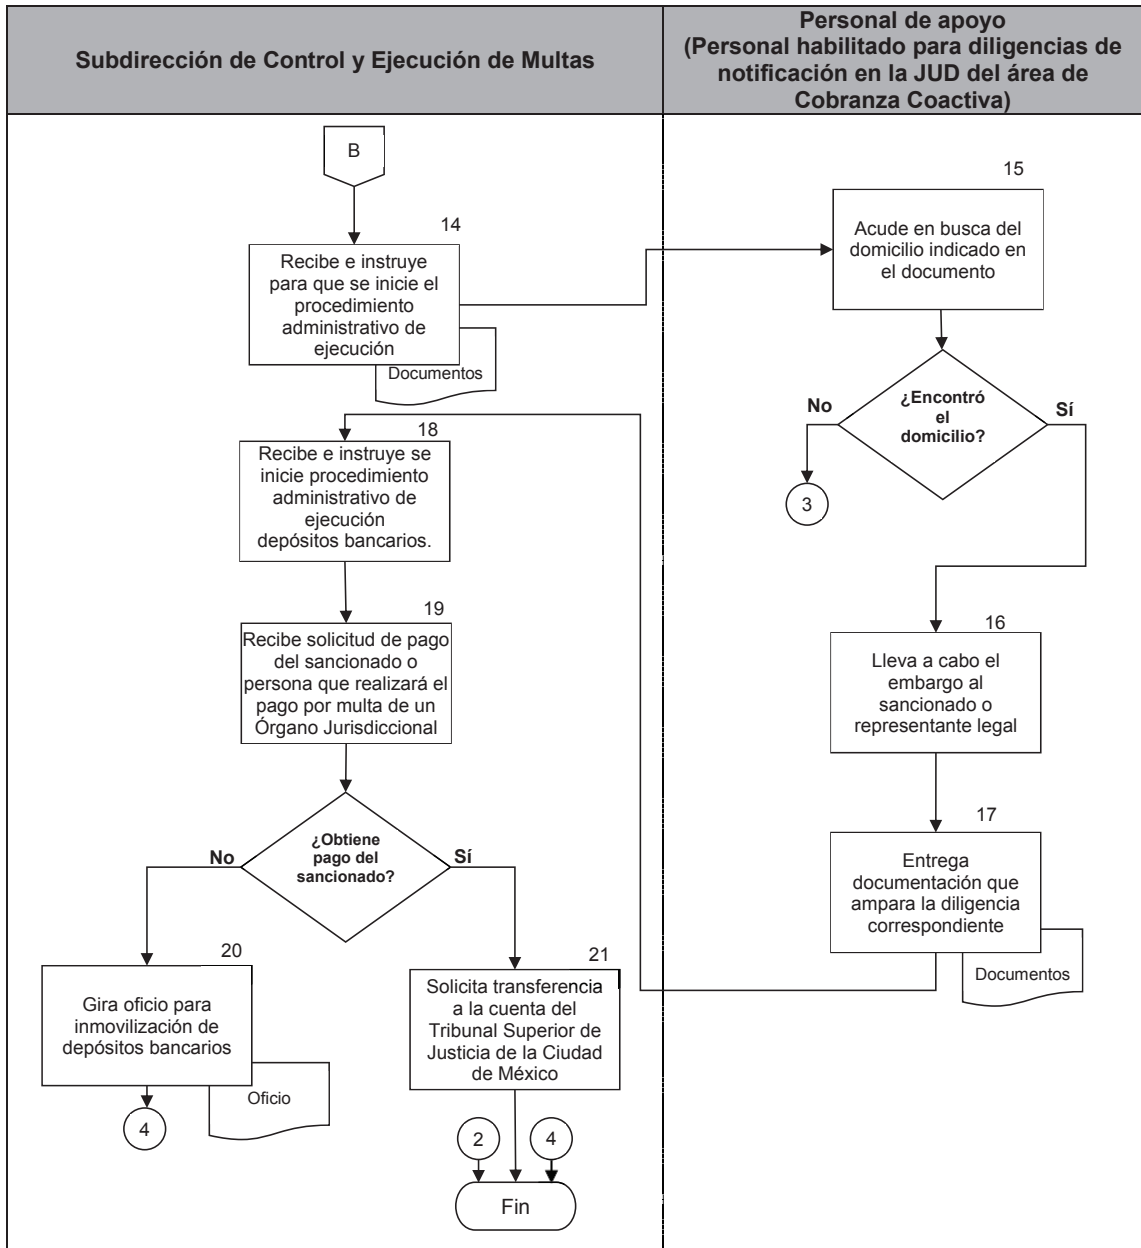 Subdirección de Control y Ejecución de Multas
Personal de apoyo
(Personal habilitado para diligencias de
notificación en la JUD del área de
Cobranza Coactiva)
B
14
Recibe e instruye
para que se inicie el
procedimiento
administrativo de
ejecución
Documentos
15
Acude en busca del
domicilio indicado en
el documento
¿Encontró
el
domicilio?
No
Sí
3
16
Lleva a cabo el
embargo al
sancionado o
representante legal
17
Entrega
documentación que
ampara la diligencia
correspondiente
Documentos
18
Recibe e instruye se
inicie procedimiento
administrativo de
ejecución
depósitos bancarios.
19
Recibe solicitud de pago
del sancionado o
persona que realizará el
pago por multa de un
Órgano Jurisdiccional
¿Obtiene
pago del
sancionado?
No
Sí
20
Gira oficio para
inmovilización de
depósitos bancarios
Oficio
4
21
Solicita transferencia
a la cuenta del
Tribunal Superior de
Justicia de la Ciudad
de México
2
4
Fin